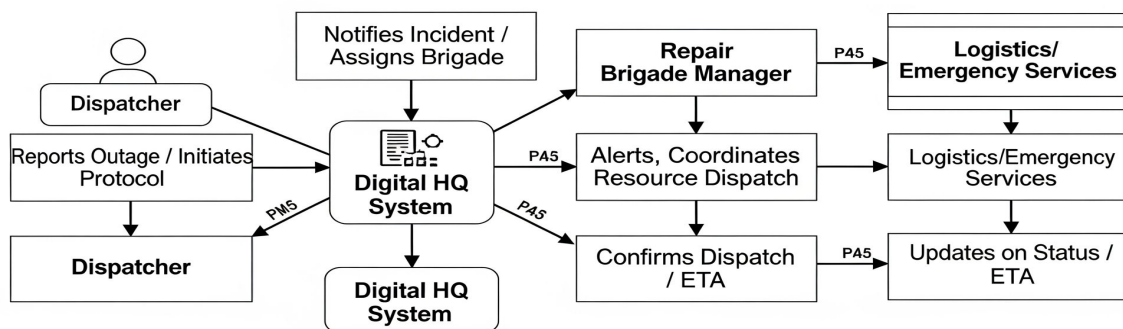 Dispatcher
Reports Outage / Initiates
Protocol
Dispatcher
PM5
Notifies Incident /
Assigns Brigade
Digital HQ
System
Digital HQ
System
P45
P45
Repair
Brigade Manager
Alerts, Coordinates
Resource Dispatch
Confirms Dispatch
/ ETA
P45
P45
Logistics/
Emergency Services
Logistics/Emergency
Services
Updates on Status /
ETA